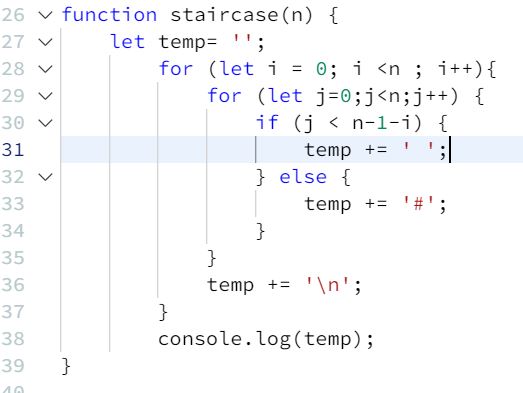 26 function staircase(n) {
27     let temp= '';
28         for (let i = 0; i <n ; i++){
29             for (let j=0;j<n;j++) {
30                 if (j < n-1-i) {
31                     temp += ' ';
32                 } else {
33                     temp += '#';
34                 }
35             }
36             temp += '\n';
37         }
38         console.log(temp);
39 }
40